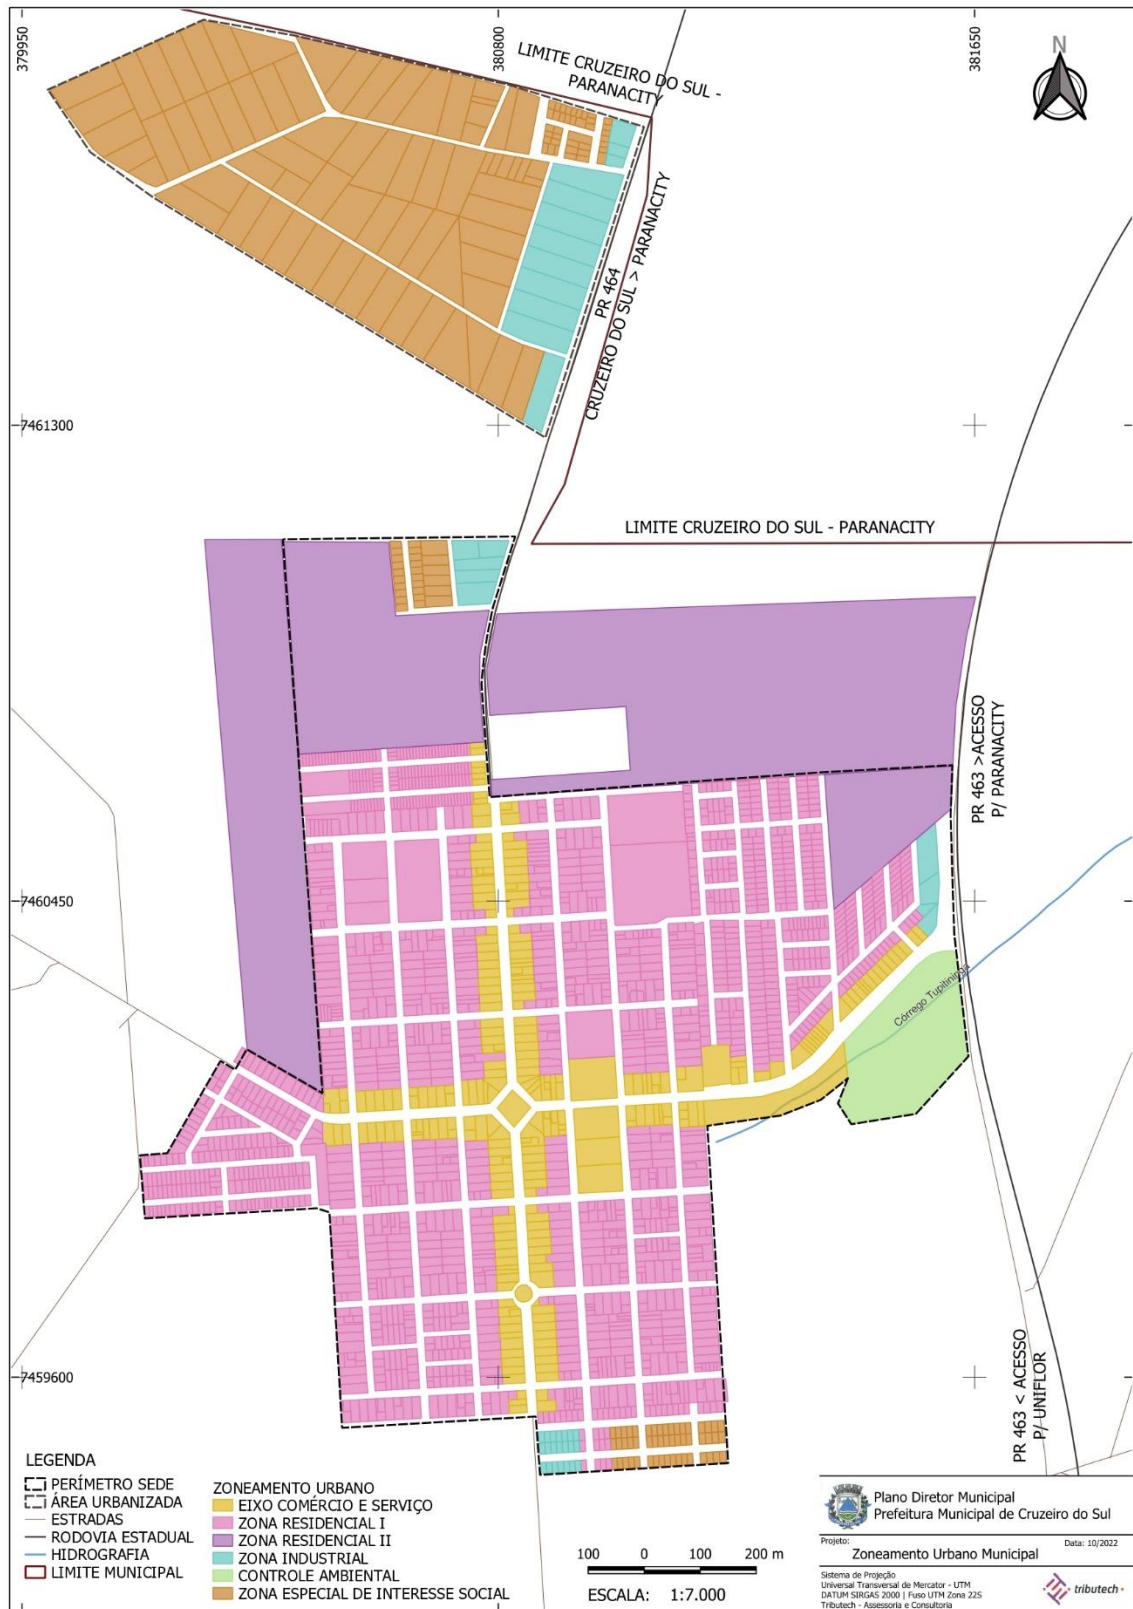 379950
380800
381650
N
LIMITE CRUZEIRO DO SUL -
PARANACITY
PR 464
CRUZEIRO DO SUL > PARANACITY
7461300
LIMITE CRUZEIRO DO SUL - PARANACITY
PR 463 >ACESSO
P/ PARANACITY
7460450
Córrego Tupitininga
7459600
PR 463 < ACESSO
P/ UNIFLOR
LEGENDA
PERÍMETRO SEDE
ÁREA URBANIZADA
ESTRADAS
RODOVIA ESTADUAL
HIDROGRAFIA
LIMITE MUNICIPAL
ZONEAMENTO URBANO
EIXO COMÉRCIO E SERVIÇO
ZONA RESIDENCIAL I
ZONA RESIDENCIAL II
ZONA INDUSTRIAL
CONTROLE AMBIENTAL
ZONA ESPECIAL DE INTERESSE SOCIAL
100 0 100 200 m
ESCALA: 1:7.000
Plano Diretor Municipal
Prefeitura Municipal de Cruzeiro do Sul
Projeto:
Data: 10/2022
Zoneamento Urbano Municipal
Sistema de Projeção
Universal Transversal de Mercator - UTM
DATUM SIRGAS 2000 | Fuso UTM Zona 22S
Tributech - Assessoria e Consultoria
tributech